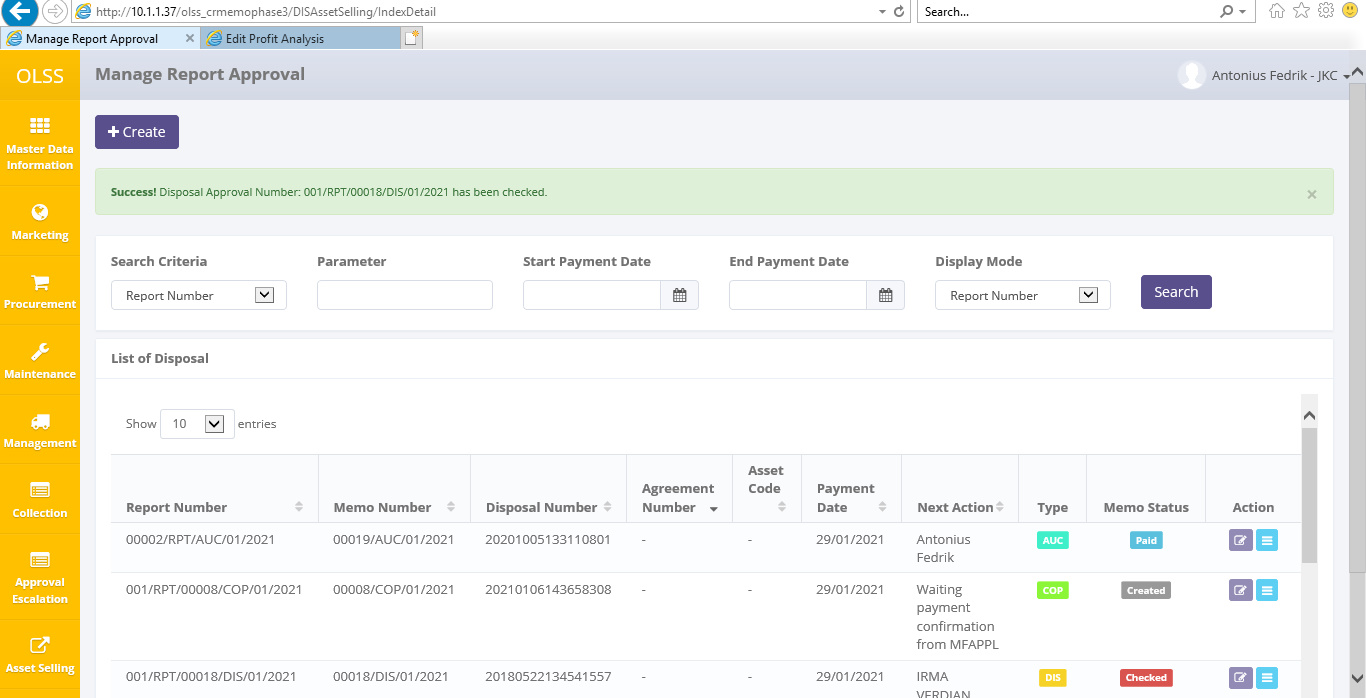 http://10.1.1.37/olss_crmemophase3/DISAssetSelling/IndexDetail
Search...
Manage Report Approval
Edit Profit Analysis
OLSS
Manage Report Approval
Antonius Fedrik - JKC
Master Data
Information
Marketing
Procurement
Maintenance
Management
Collection
Approval
Escalation
Asset Selling
+ Create
Success! Disposal Approval Number: 001/RPT/00018/DIS/01/2021 has been checked.
×
Search Criteria Parameter Start Payment Date End Payment Date Display Mode
Report Number Report Number Search
List of Disposal
Show 10 entries
Report Number Memo Number Disposal Number Agreement Number Asset Code Payment Date Next Action Type Memo Status Action
00002/RPT/AUC/01/2021 00019/AUC/01/2021 20201005133110801 - - 29/01/2021 Antonius Fedrik AUC Paid
001/RPT/00008/COP/01/2021 00008/COP/01/2021 20210106143658308 - - 29/01/2021 Waiting payment confirmation from MFAPPL COP Created
001/RPT/00018/DIS/01/2021 00018/DIS/01/2021 20180522134541557 - - 29/01/2021 IRMA VERDIAN DIS Checked